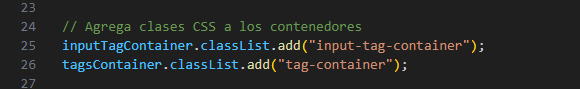 23
24 // Agrega clases CSS a los contenedores
25 inputTagContainer.classList.add("input-tag-container");
26 tagsContainer.classList.add("tag-container");
27